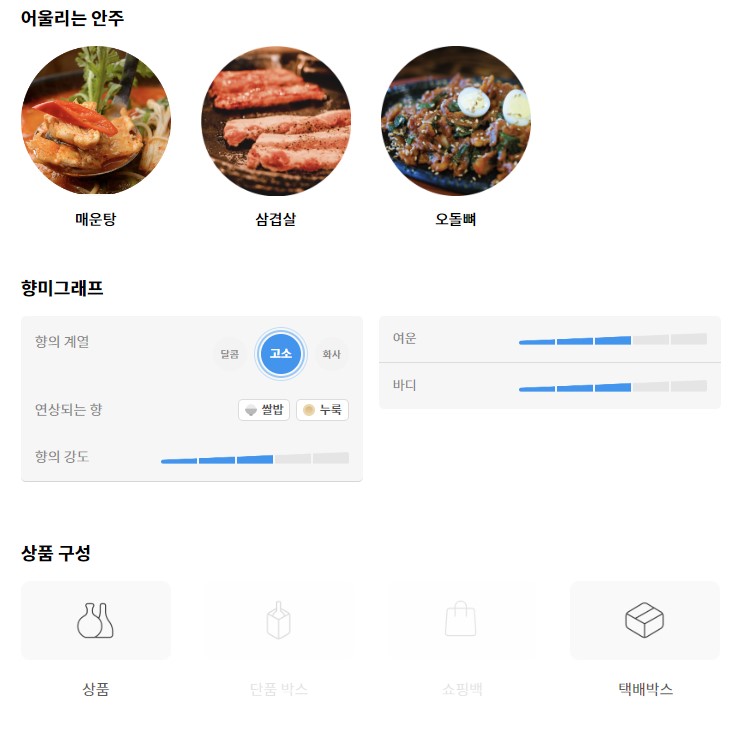 어울리는 안주
매운탕 삼겹살 오돌뼈
향미그래프
향의 계열 달콤 고소 화사
연상되는 향 쌀밥 누룩
향의 강도
여운
바디
상품 구성
상품 단품 박스 쇼핑백 택배박스